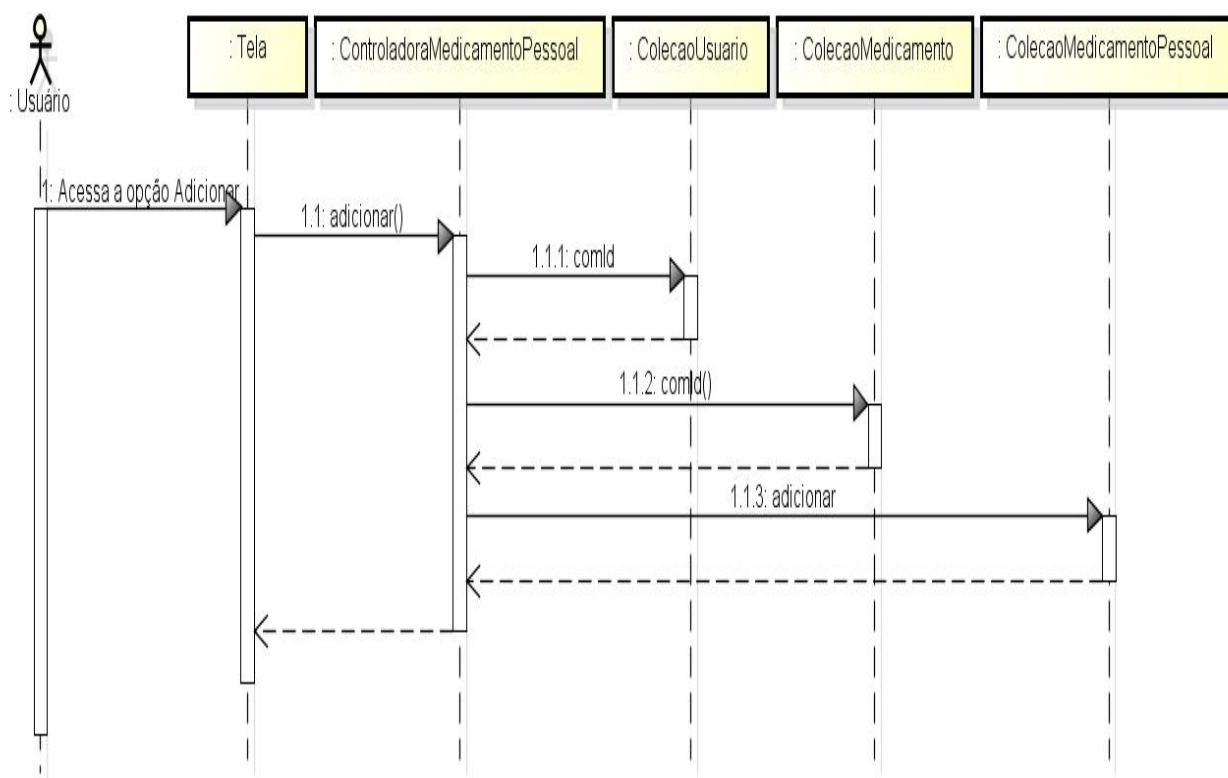 : Usuário
: Tela
: ControladoraMedicamentoPessoal
: ColecaoUsuario
: ColecaoMedicamento
: ColecaoMedicamentoPessoal
1: Acessa a opção Adicionar
1.1: adicionar()
1.1.1: comId
1.1.2: comId()
1.1.3: adicionar